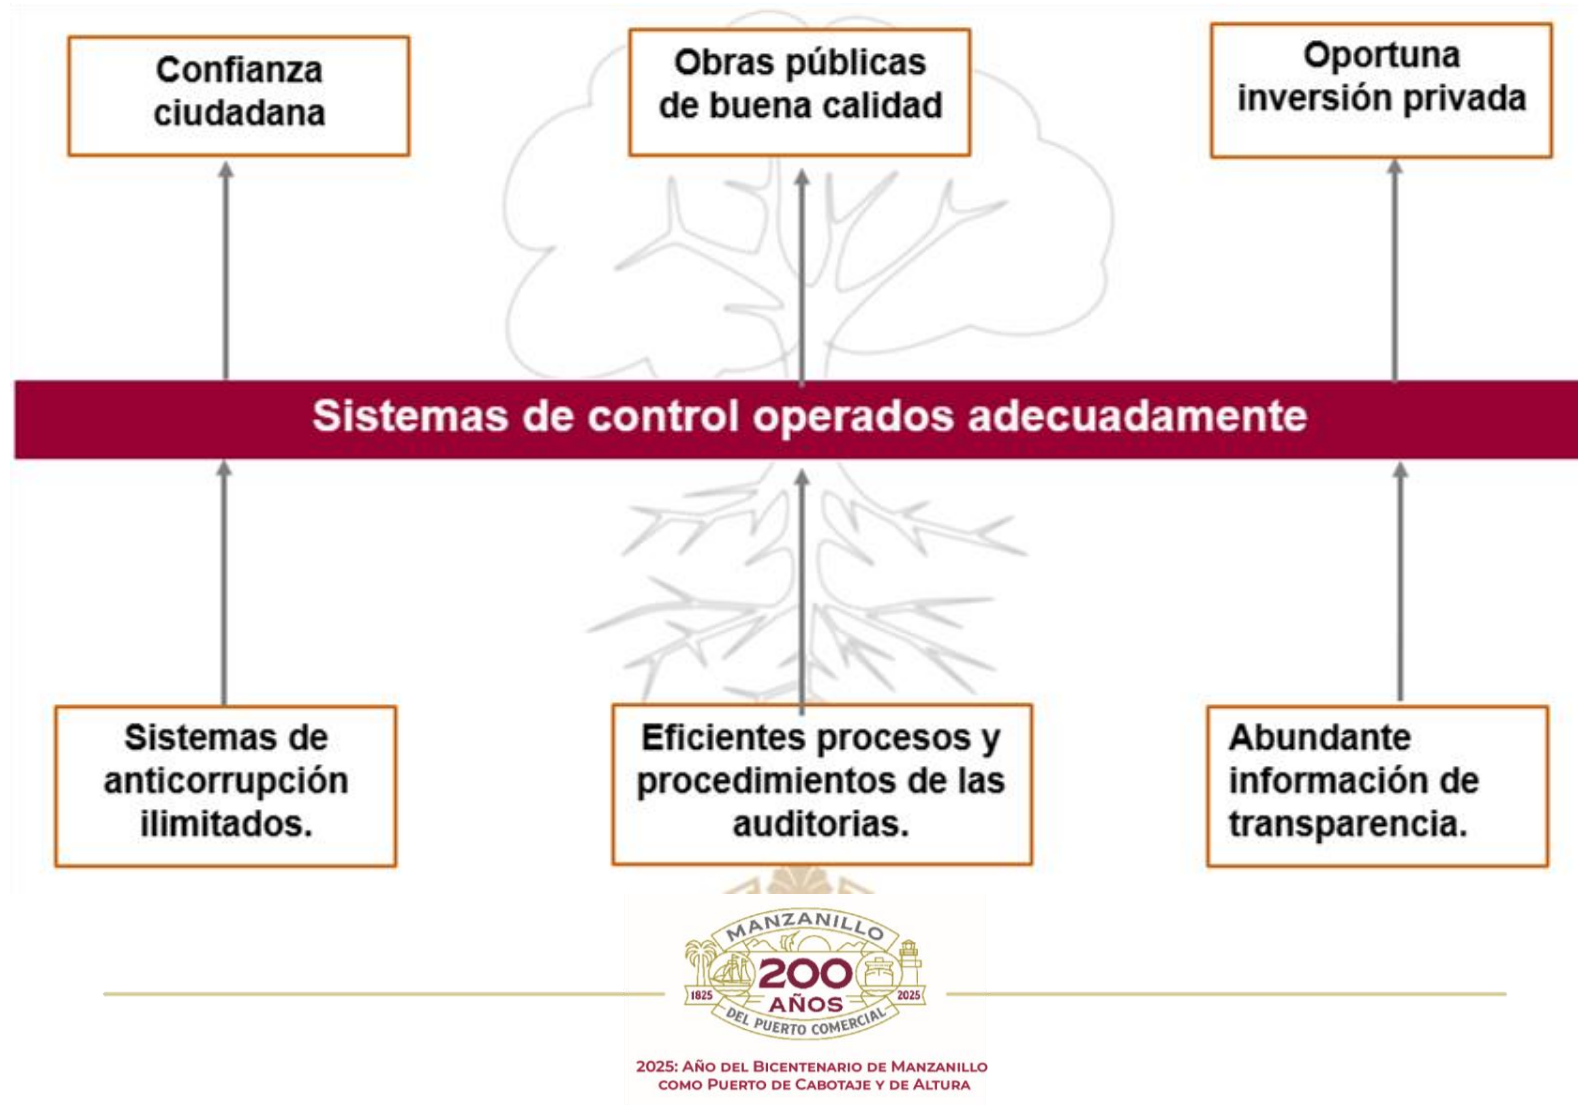 Confianza
ciudadana
Obras públicas
de buena calidad
Oportuna
inversión privada
Sistemas de control operados adecuadamente
Sistemas de
anticorrupción
ilimitados.
Eficientes procesos y
procedimientos de las
auditorias.
Abundante
información de
transparencia.
MANZANILLO
200
1825
AÑOS
2025
DEL PUERTO COMERCIAL
2025: AÑO DEL BICENTENARIO DE MANZANILLO
COMO PUERTO DE CABOTAJE Y DE ALTURA